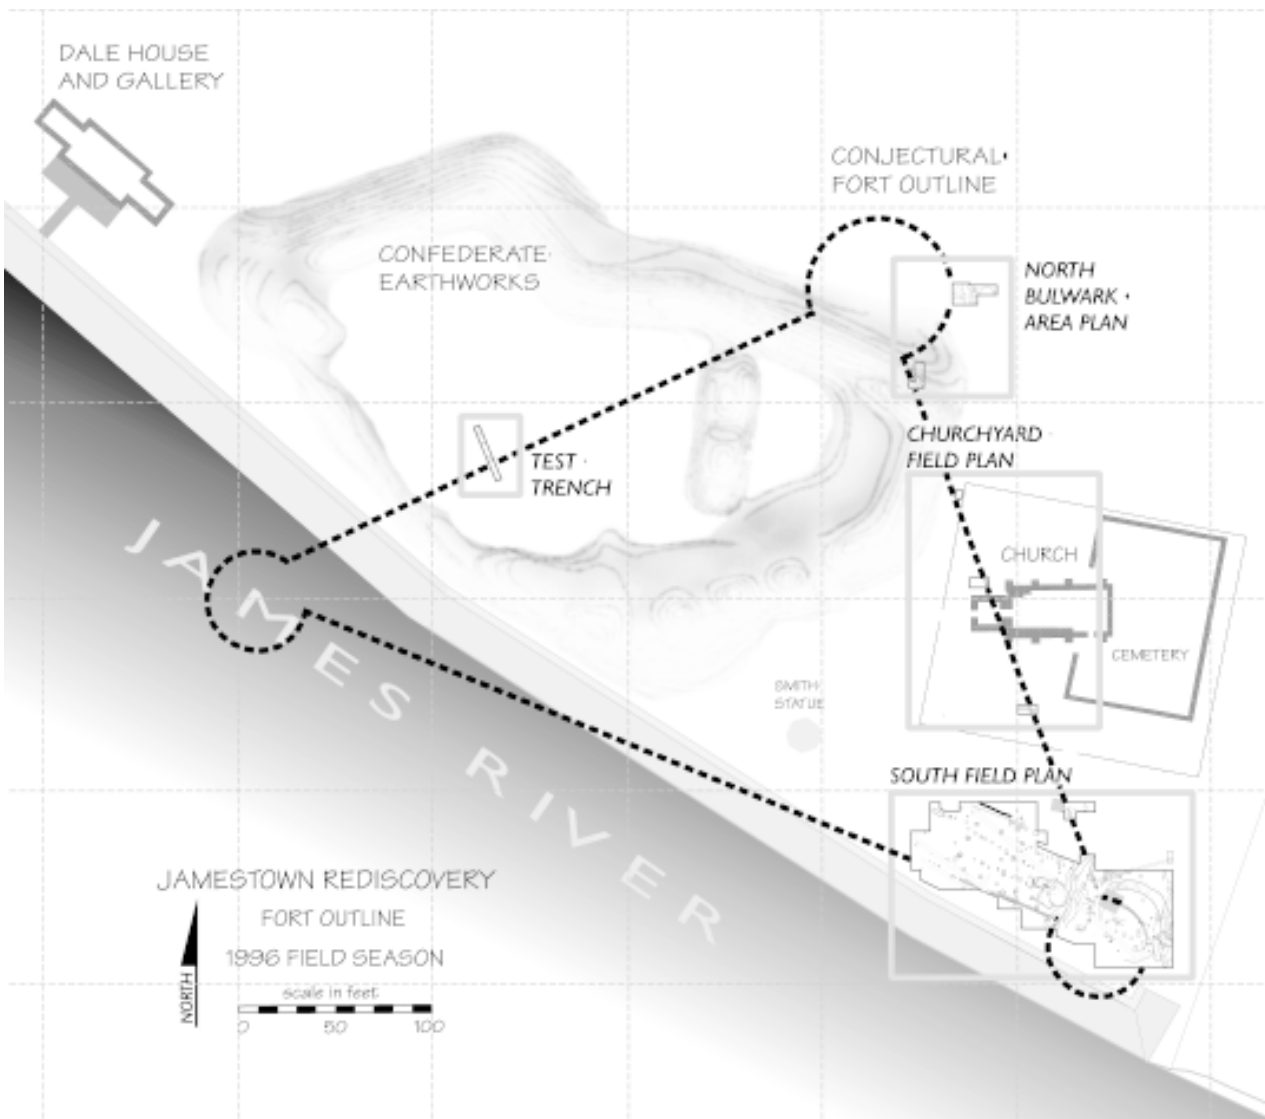 DALE HOUSE
AND GALLERY
CONJECTURAL
FORT OUTLINE
CONFEDERATE
EARTHWORKS
NORTH
BULWARK
AREA PLAN
CHURCHYARD
FIELD PLAN
TEST
TRENCH
CHURCH
CEMETERY
JAMES RIVER
SMITH
STATUE
SOUTH FIELD PLAN
JAMESTOWN REDISCOVERY
FORT OUTLINE
1996 FIELD SEASON
scale in feet
0 50 100
NORTH